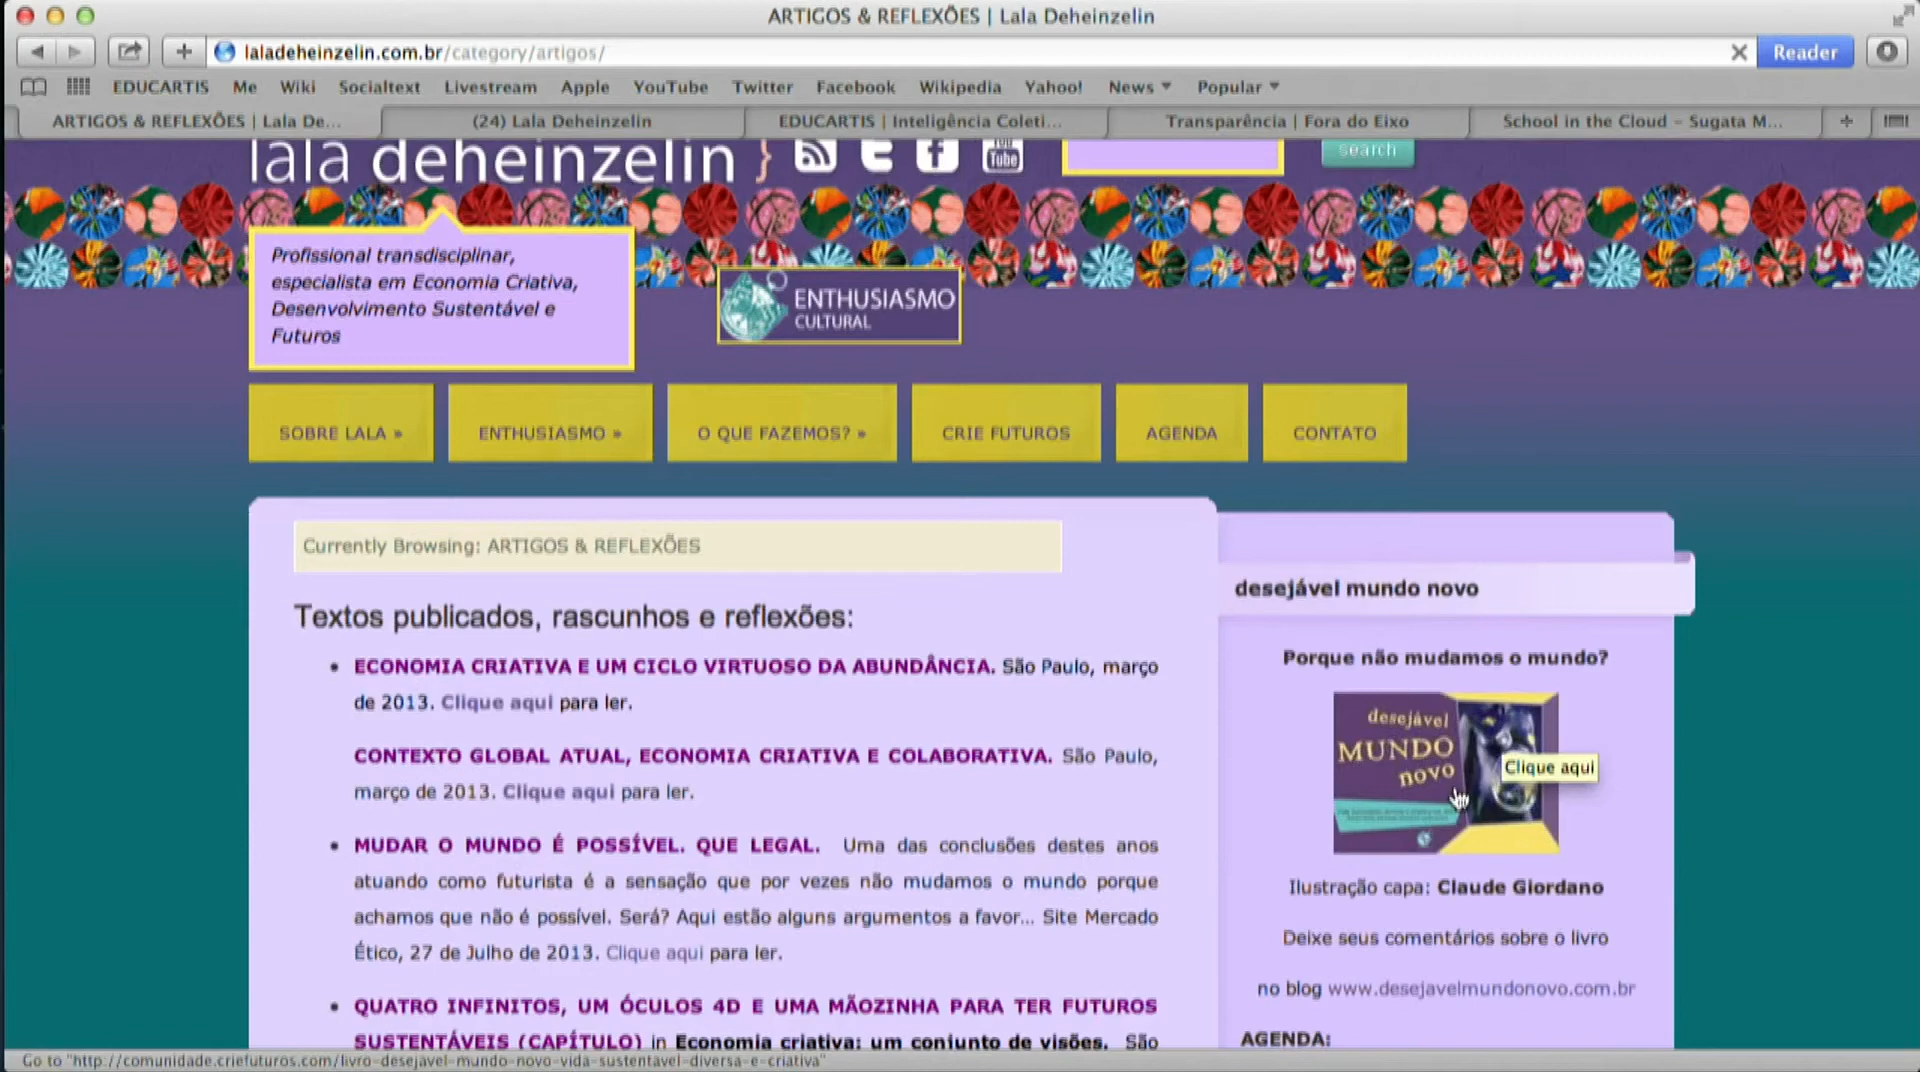 ARTIGOS & REFLEXÕES | Lala Deheinzelin
laladeheinzelin.com.br/category/artigos/
Reader
EDUCARTIS Me Wiki Socialtext Livestream Apple YouTube Twitter Facebook Wikipedia Yahoo! News Popular
ARTIGOS & REFLEXÕES | Lala De...
(24) Lala Deheinzelin
EDUCARTIS | Inteligência Coleti...
Transparência | Fora do Eixo
School in the Cloud – Sugata M...
lala deheinzelin }
You Tube
search
Profissional transdisciplinar,
especialista em Economia Criativa,
Desenvolvimento Sustentável e
Futuros
ENTHUSIASMO
CULTURAL
SOBRE LALA »
ENTHUSIASMO »
O QUE FAZEMOS? »
CRIE FUTUROS
AGENDA
CONTATO
Currently Browsing: ARTIGOS & REFLEXÕES
Textos publicados, rascunhos e reflexões:
• ECONOMIA CRIATIVA E UM CICLO VIRTUOSO DA ABUNDÂNCIA. São Paulo, março
de 2013. Clique aqui para ler.
CONTEXTO GLOBAL ATUAL, ECONOMIA CRIATIVA E COLABORATIVA. São Paulo,
março de 2013. Clique aqui para ler.
• MUDAR O MUNDO É POSSÍVEL. QUE LEGAL. Uma das conclusões destes anos
atuando como futurista é a sensação que por vezes não mudamos o mundo porque
achamos que não é possível. Será? Aqui estão alguns argumentos a favor... Site Mercado
Ético, 27 de Julho de 2013. Clique aqui para ler.
• QUATRO INFINITOS, UM ÓCULOS 4D E UMA MÃOZINHA PARA TER FUTUROS
SUSTENTÁVEIS (CAPÍTULO) in Economia criativa: um conjunto de visões. São
desejável mundo novo
Porque não mudamos o mundo?
desejável
MUNDO
novo
Clique aqui
Ilustração capa: Claude Giordano
Deixe seus comentários sobre o livro
no blog www.desejavelmundonovo.com.br
AGENDA:
Go to "http://comunidade.criefuturos.com/livro-desejavel-mundo-novo-vida-sustentavel-diversa-e-criativa"